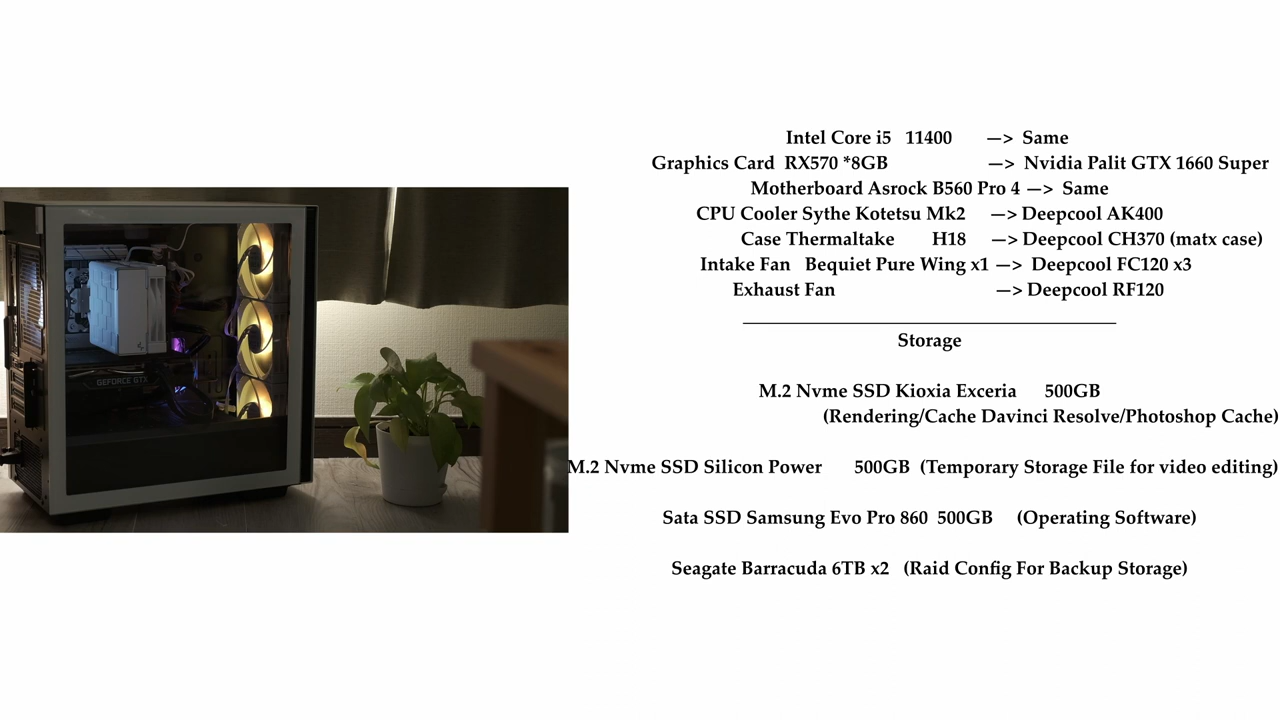 Intel Core i5 11400 —> Same
Graphics Card RX570 *8GB —> Nvidia Palit GTX 1660 Super
Motherboard Asrock B560 Pro 4 —> Same
CPU Cooler Sythe Kotetsu Mk2 —> Deepcool AK400
Case Thermaltake H18 —> Deepcool CH370 (matx case)
Intake Fan Bequiet Pure Wing x1 —> Deepcool FC120 x3
Exhaust Fan —> Deepcool RF120
Storage
M.2 Nvme SSD Kioxia Exceria 500GB
(Rendering/Cache Davinci Resolve/Photoshop Cache)
M.2 Nvme SSD Silicon Power 500GB (Temporary Storage File for video editing)
Sata SSD Samsung Evo Pro 860 500GB (Operating Software)
Seagate Barracuda 6TB x2 (Raid Config For Backup Storage)
GEFORCE GTX